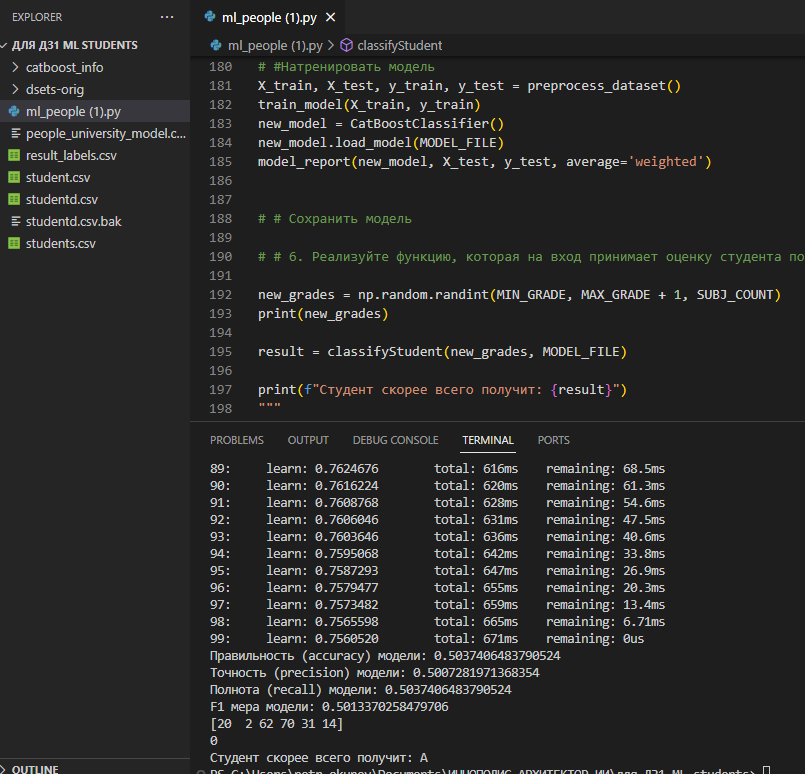 EXPLORER
...
ДЛЯ ДЗ1 ML STUDENTS
catboost_info
dsets-orig
ml_people (1).py
people_university_model.c...
result_labels.csv
student.csv
studentd.csv
studentd.csv.bak
students.csv
OUTLINE
ml_people (1).py
ml_people (1).py > classifyStudent
180 # #Натренировать модель
181 X_train, X_test, y_train, y_test = preprocess_dataset()
182 train_model(X_train, y_train)
183 new_model = CatBoostClassifier()
184 new_model.load_model(MODEL_FILE)
185 model_report(new_model, X_test, y_test, average='weighted')
186
187
188 # # Сохранить модель
189
190 # # 6. Реализуйте функцию, которая на вход принимает оценку студента по
191
192 new_grades = np.random.randint(MIN_GRADE, MAX_GRADE + 1, SUBJ_COUNT)
193 print(new_grades)
194
195 result = classifyStudent(new_grades, MODEL_FILE)
196
197 print(f"Студент скорее всего получит: {result}")
198 """
PROBLEMS OUTPUT DEBUG CONSOLE TERMINAL PORTS
89: learn: 0.7624676 total: 616ms remaining: 68.5ms
90: learn: 0.7616224 total: 620ms remaining: 61.3ms
91: learn: 0.7608768 total: 628ms remaining: 54.6ms
92: learn: 0.7606046 total: 631ms remaining: 47.5ms
93: learn: 0.7603646 total: 636ms remaining: 40.6ms
94: learn: 0.7595068 total: 642ms remaining: 33.8ms
95: learn: 0.7587293 total: 647ms remaining: 26.9ms
96: learn: 0.7579477 total: 655ms remaining: 20.3ms
97: learn: 0.7573482 total: 659ms remaining: 13.4ms
98: learn: 0.7565598 total: 665ms remaining: 6.71ms
99: learn: 0.7560520 total: 671ms remaining: 0us
Правильность (accuracy) модели: 0.5037406483790524
Точность (precision) модели: 0.5007281971368354
Полнота (recall) модели: 0.5037406483790524
F1 мера модели: 0.5013370258479706
[20 2 62 70 31 14]
0
Студент скорее всего получит: A